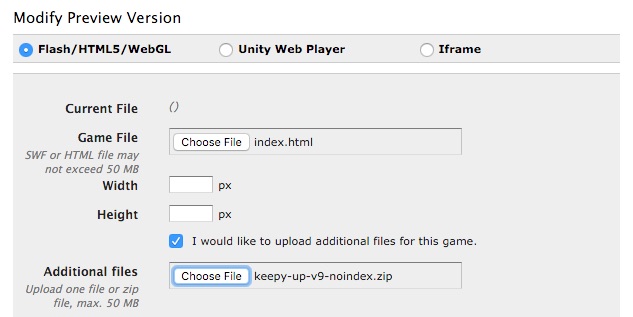 Modify Preview Version
Flash/HTML5/WebGL Unity Web Player Iframe
Current File ()
Game File Choose File index.html
SWF or HTML file may
not exceed 50 MB
Width px
Height px
I would like to upload additional files for this game.
Additional files Choose File keepy-up-v9-noindex.zip
Upload one file or zip
file, max. 50 MB